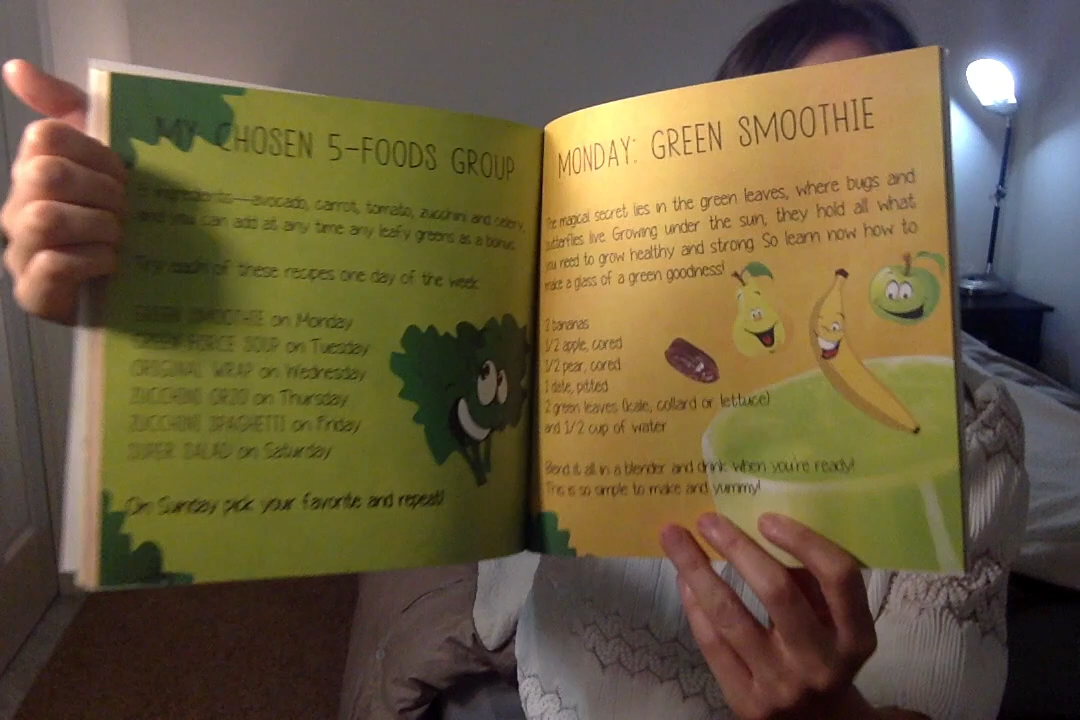 MY CHOSEN 5-FOODS GROUP
5 ingredients—avocado, carrot, tomato, zucchini and celery,
and you can add at any time any leafy greens as a bonus.
Try each of these recipes one day of the week:
GREEN SMOOTHIE on Monday
GREEN FORCE SOUP on Tuesday
ORIGINAL WRAP on Wednesday
ZUCCHINI ORZO on Thursday
ZUCCHINI SPAGHETTI on Friday
SUPER SALAD on Saturday
On Sunday pick your favorite and repeat!
MONDAY: GREEN SMOOTHIE
The magical secret lies in the green leaves, where bugs and
butterflies live. Growing under the sun, they hold all what
you need to grow healthy and strong. So learn now how to
make a glass of a green goodness!
2 bananas
1/2 apple, cored
1/2 pear, cored
1 date, pitted
2 green leaves (kale, collard or lettuce)
and 1/2 cup of water
Blend it all in a blender and drink when you're ready!
This is so simple to make and yummy!